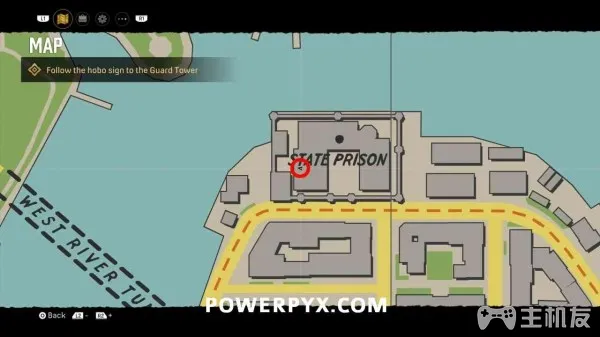 L1 R1
MAP
Follow the hobo sign to the Guard Tower
STATE PRISON
WEST RIVER TU
POWERPYX.COM
Back L2 - R2 +
主机友